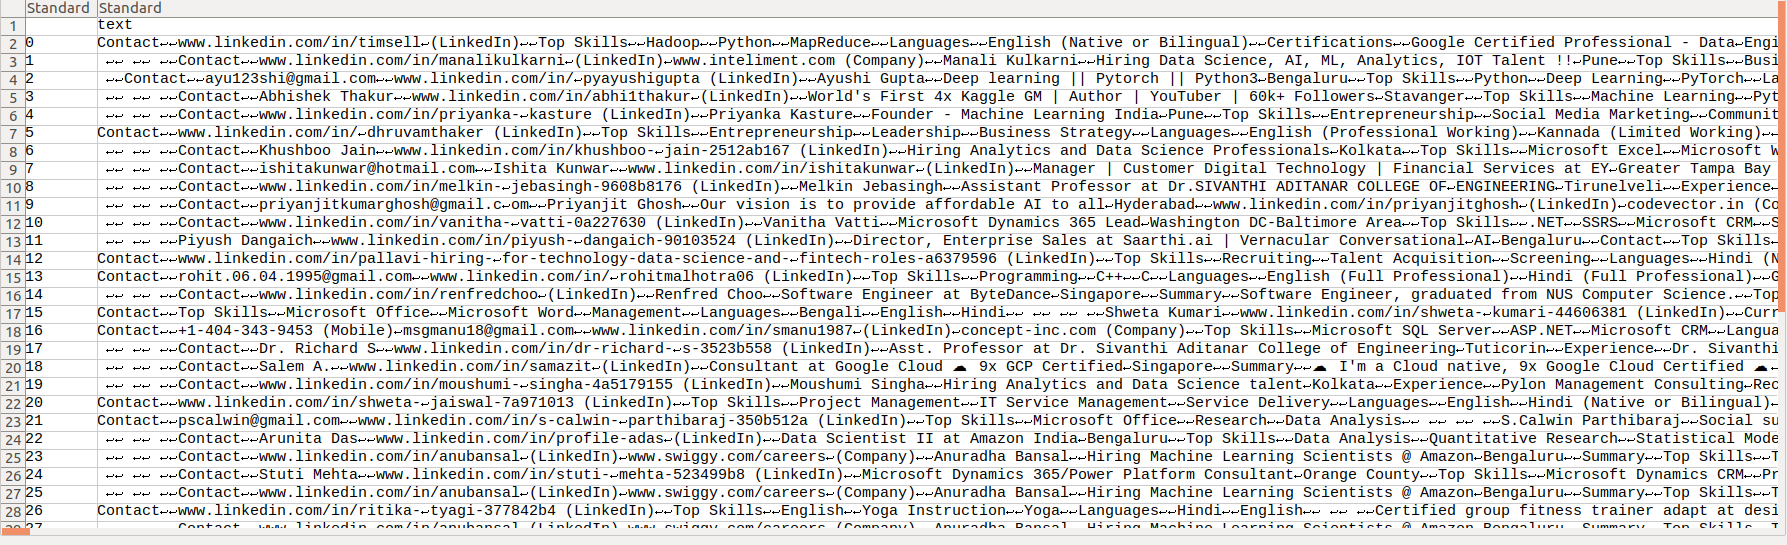 Standard Standard
1 text
2 0 Contact↵↵www.linkedin.com/in/timsell↵(LinkedIn)↵↵Top Skills↵↵Hadoop↵↵Python↵↵MapReduce↵↵Languages↵↵English (Native or Bilingual)↵↵Certifications↵↵Google Certified Professional - Data↵Engi
3 1 ↵↵ ↵↵ ↵↵Contact↵↵www.linkedin.com/in/manalikulkarni↵(LinkedIn)↵www.inteliment.com (Company)↵↵Manali Kulkarni↵↵Hiring Data Science, AI, ML, Analytics, IOT Talent !!↵Pune↵↵Top Skills↵↵Busi
4 2 ↵↵Contact↵↵ayu123shi@gmail.com↵↵www.linkedin.com/in/↵pyayushigupta (LinkedIn)↵↵Ayushi Gupta↵↵Deep learning || Pytorch || Python3↵Bengaluru↵↵Top Skills↵↵Python↵↵Deep Learning↵↵PyTorch↵↵La
5 3 ↵↵ ↵↵ ↵↵Contact↵↵Abhishek Thakur↵↵www.linkedin.com/in/abhi1thakur↵(LinkedIn)↵↵World's First 4x Kaggle GM | Author | YouTuber | 60k+ Followers↵Stavanger↵↵Top Skills↵↵Machine Learning↵↵Pyt
6 4 ↵↵ ↵↵ ↵↵Contact↵↵www.linkedin.com/in/priyanka-↵kasture (LinkedIn)↵↵Priyanka Kasture↵↵Founder - Machine Learning India↵Pune↵↵Top Skills↵↵Entrepreneurship↵↵Social Media Marketing↵↵Communit
7 5 Contact↵↵www.linkedin.com/in/↵dhruvamthaker (LinkedIn)↵↵Top Skills↵↵Entrepreneurship↵↵Leadership↵↵Business Strategy↵↵Languages↵↵English (Professional Working)↵↵Kannada (Limited Working)↵↵
8 6 ↵↵ ↵↵ ↵↵Contact↵↵Khushboo Jain↵↵www.linkedin.com/in/khushboo-↵jain-2512ab167 (LinkedIn)↵↵Hiring Analytics and Data Science Professionals↵Kolkata↵↵Top Skills↵↵Microsoft Excel↵↵Microsoft W
9 7 ↵↵ ↵↵ ↵↵Contact↵↵ishitakunwar@hotmail.com↵↵Ishita Kunwar↵↵www.linkedin.com/in/ishitakunwar↵(LinkedIn)↵↵Manager | Customer Digital Technology | Financial Services at EY↵Greater Tampa Bay
10 8 ↵↵ ↵↵ ↵↵Contact↵↵www.linkedin.com/in/melkin-↵jebasingh-9608b8176 (LinkedIn)↵↵Melkin Jebasingh↵↵Assistant Professor at Dr.SIVANTHI ADITANAR COLLEGE OF↵ENGINEERING↵Tirunelveli↵↵Experience↵
11 9 ↵↵ ↵↵ ↵↵Contact↵↵priyanjitkumarghosh@gmail.c↵om↵↵Priyanjit Ghosh↵↵Our vision is to provide affordable AI to all↵Hyderabad↵↵www.linkedin.com/in/priyanjitghosh↵(LinkedIn)↵codevector.in (Co
12 10 ↵↵ ↵↵ ↵↵Contact↵↵www.linkedin.com/in/vanitha-↵vatti-0a227630 (LinkedIn)↵↵Vanitha Vatti↵↵Microsoft Dynamics 365 Lead↵Washington DC-Baltimore Area↵↵Top Skills↵↵.NET↵↵SSRS↵↵Microsoft CRM↵↵S
13 11 ↵↵ ↵↵ ↵↵Piyush Dangaich↵↵www.linkedin.com/in/piyush-↵dangaich-90103524 (LinkedIn)↵↵Director, Enterprise Sales at Saarthi.ai | Vernacular Conversational↵AI↵Bengaluru↵↵Contact↵↵Top Skills↵
14 12 Contact↵↵www.linkedin.com/in/pallavi-hiring-↵for-technology-data-science-and-↵fintech-roles-a6379596 (LinkedIn)↵↵Top Skills↵↵Recruiting↵↵Talent Acquisition↵↵Screening↵↵Languages↵↵Hindi (N
15 13 Contact↵↵rohit.06.04.1995@gmail.com↵↵www.linkedin.com/in/↵rohitmalhotra06 (LinkedIn)↵↵Top Skills↵↵Programming↵↵C++↵↵C↵↵Languages↵↵English (Full Professional)↵↵Hindi (Full Professional)↵↵G
16 14 ↵↵ ↵↵ ↵↵Contact↵↵www.linkedin.com/in/renfredchoo↵(LinkedIn)↵↵Renfred Choo↵↵Software Engineer at ByteDance↵Singapore↵↵Summary↵↵Software Engineer, graduated from NUS Computer Science.↵↵Top
17 15 Contact↵↵Top Skills↵↵Microsoft Office↵↵Microsoft Word↵↵Management↵↵Languages↵↵Bengali↵↵English↵↵Hindi↵↵ ↵↵ ↵↵ ↵↵Shweta Kumari↵↵www.linkedin.com/in/shweta-↵kumari-44606381 (LinkedIn)↵↵Curr
18 16 Contact↵↵+1-404-343-9453 (Mobile)↵msgmanu18@gmail.com↵↵www.linkedin.com/in/smanu1987↵(LinkedIn)↵concept-inc.com (Company)↵↵Top Skills↵↵Microsoft SQL Server↵↵ASP.NET↵↵Microsoft CRM↵↵Langua
19 17 ↵↵ ↵↵ ↵↵Contact↵↵Dr. Richard S↵↵www.linkedin.com/in/dr-richard-↵s-3523b558 (LinkedIn)↵↵Asst. Professor at Dr. Sivanthi Aditanar College of Engineering↵Tuticorin↵↵Experience↵↵Dr. Sivanthi
20 18 ↵↵ ↵↵ ↵↵Contact↵↵Salem A.↵↵www.linkedin.com/in/samazit↵(LinkedIn)↵↵Consultant at Google Cloud ☁ 9x GCP Certified↵Singapore↵↵Summary↵↵☁ I'm a Cloud native, 9x Google Cloud Certified ☁↵
21 19 ↵↵ ↵↵ ↵↵Contact↵↵www.linkedin.com/in/moushumi-↵singha-4a5179155 (LinkedIn)↵↵Moushumi Singha↵↵Hiring Analytics and Data Science talent↵Kolkata↵↵Experience↵↵Pylon Management Consulting↵↵Rec
22 20 Contact↵↵www.linkedin.com/in/shweta-↵jaiswal-7a971013 (LinkedIn)↵↵Top Skills↵↵Project Management↵↵IT Service Management↵↵Service Delivery↵↵Languages↵↵English↵↵Hindi (Native or Bilingual)↵
23 21 Contact↵↵pscalwin@gmail.com↵↵www.linkedin.com/in/s-calwin-↵parthibaraj-350b512a (LinkedIn)↵↵Top Skills↵↵Microsoft Office↵↵Research↵↵Data Analysis↵↵ ↵↵ ↵↵ ↵↵S.Calwin Parthibaraj↵↵Social su
24 22 ↵↵ ↵↵ ↵↵Contact↵↵Arunita Das↵↵www.linkedin.com/in/profile-adas↵(LinkedIn)↵↵Data Scientist II at Amazon India↵Bengaluru↵↵Top Skills↵↵Data Analysis↵↵Quantitative Research↵↵Statistical Mode
25 23 ↵↵ ↵↵ ↵↵Contact↵↵www.linkedin.com/in/anubansal↵(LinkedIn)↵www.swiggy.com/careers↵(Company)↵↵Anuradha Bansal↵↵Hiring Machine Learning Scientists @ Amazon↵Bengaluru↵↵Summary↵↵Top Skills↵↵T
26 24 ↵↵ ↵↵ ↵↵Contact↵↵Stuti Mehta↵↵www.linkedin.com/in/stuti-↵mehta-523499b8 (LinkedIn)↵↵Microsoft Dynamics 365/Power Platform Consultant↵Orange County↵↵Top Skills↵↵Microsoft Dynamics CRM↵↵Pr
27 25 ↵↵ ↵↵ ↵↵Contact↵↵www.linkedin.com/in/anubansal↵(LinkedIn)↵www.swiggy.com/careers↵(Company)↵↵Anuradha Bansal↵↵Hiring Machine Learning Scientists @ Amazon↵Bengaluru↵↵Summary↵↵Top Skills↵↵T
28 26 Contact↵↵www.linkedin.com/in/ritika-↵tyagi-377842b4 (LinkedIn)↵↵Top Skills↵↵English↵↵Yoga Instruction↵↵Yoga↵↵Languages↵↵Hindi↵↵English↵↵ ↵↵ ↵↵Certified group fitness trainer adapt at desi
29 27 ↵↵ ↵↵ ↵↵Contact↵↵www.linkedin.com/in/anubansal↵(LinkedIn)↵www.swiggy.com/careers↵(Company)↵↵Anuradha Bansal↵↵Hiring Machine Learning Scientists @ Amazon↵Bengaluru↵↵Summary↵↵Top Skills↵↵T